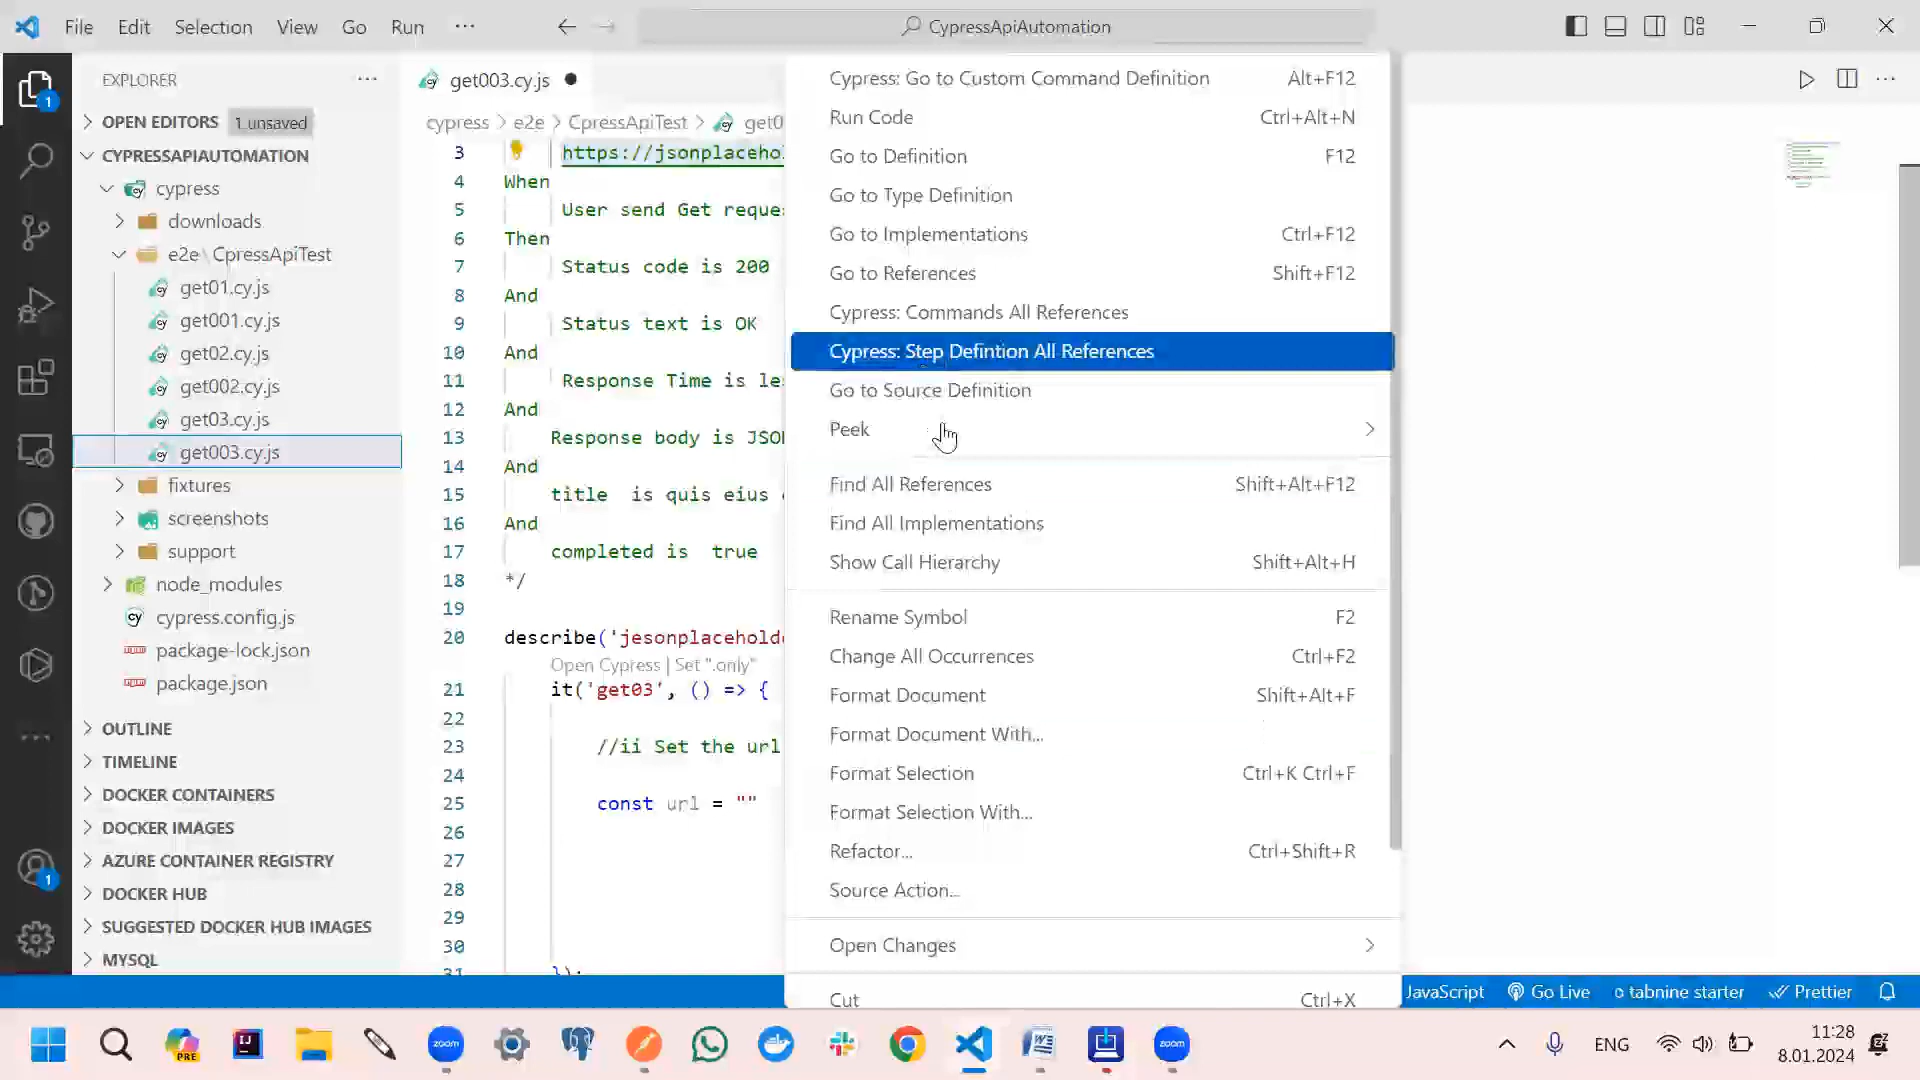 File Edit Selection View Go Run ··· CypressApiAutomation
EXPLORER ···
OPEN EDITORS 1 unsaved
CYPRESSAPIAUTOMATION
cypress
downloads
e2e \ CpressApiTest
get01.cy.js
get001.cy.js
get02.cy.js
get002.cy.js
get03.cy.js
get003.cy.js
fixtures
screenshots
support
node_modules
cypress.config.js
package-lock.json
package.json
OUTLINE
TIMELINE
DOCKER CONTAINERS
DOCKER IMAGES
AZURE CONTAINER REGISTRY
DOCKER HUB
SUGGESTED DOCKER HUB IMAGES
MYSQL
get003.cy.js
cypress > e2e > CpressApiTest > get0
3 https://jsonplaceho
4 When
5 User send Get reque
6 Then
7 Status code is 200
8 And
9 Status text is OK
10 And
11 Response Time is le
12 And
13 Response body is JSO
14 And
15 title is quis eius
16 And
17 completed is true
18 */
19
20 describe('jesonplaceholde
Open Cypress | Set ".only"
21 it('get03', () => {
22
23 //ii Set the url
24
25 const url = ""
26
27
28
29
30
31 });
Cypress: Go to Custom Command Definition Alt+F12
Run Code Ctrl+Alt+N
Go to Definition F12
Go to Type Definition
Go to Implementations Ctrl+F12
Go to References Shift+F12
Cypress: Commands All References
Cypress: Step Defintion All References
Go to Source Definition
Peek
Find All References Shift+Alt+F12
Find All Implementations
Show Call Hierarchy Shift+Alt+H
Rename Symbol F2
Change All Occurrences Ctrl+F2
Format Document Shift+Alt+F
Format Document With...
Format Selection Ctrl+K Ctrl+F
Format Selection With...
Refactor... Ctrl+Shift+R
Source Action...
Open Changes
Cut Ctrl+X
JavaScript Go Live tabnine starter Prettier
ENG 11:28
8.01.2024
1
1
PRE
IJ
zoom
zoom